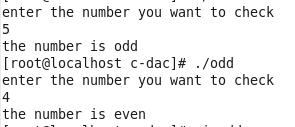 enter the number you want to check
5
the number is odd
[root@localhost c-dac]# ./odd
enter the number you want to check
4
the number is even